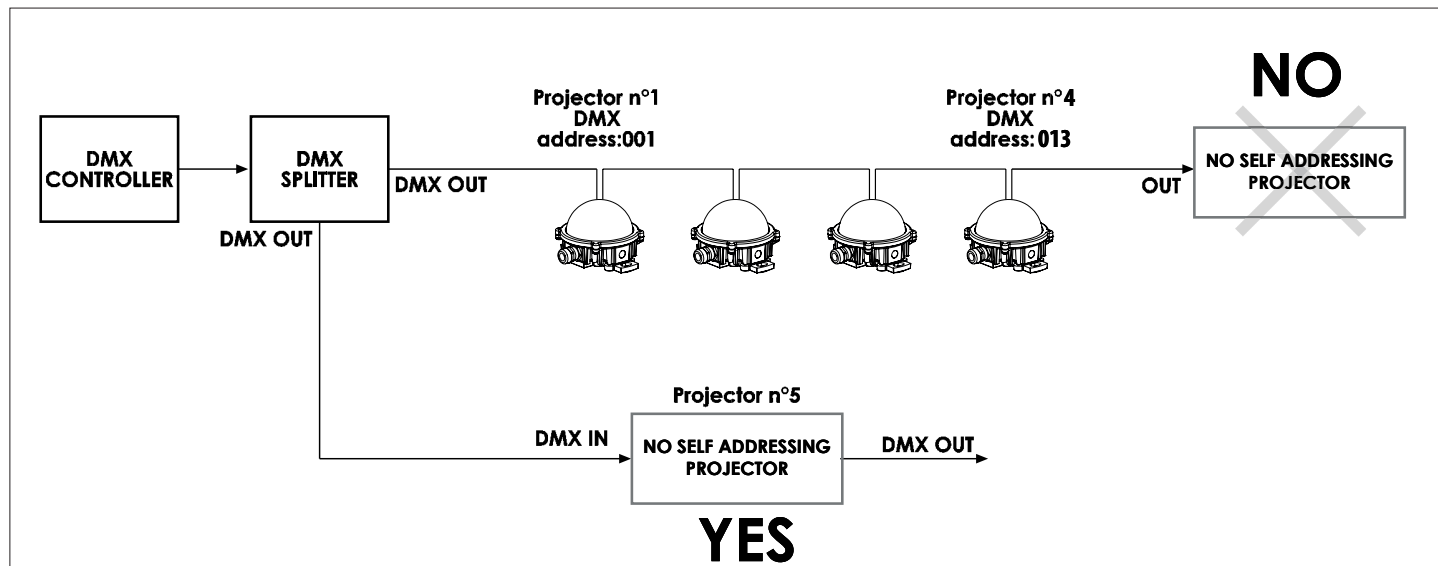 NO
Projector n°1
DMX
address:001
Projector n°4
DMX
address: 013
DMX
CONTROLLER
DMX
SPLITTER
DMX OUT
OUT
NO SELF ADDRESSING
PROJECTOR
DMX OUT
Projector n°5
DMX IN
NO SELF ADDRESSING
PROJECTOR
DMX OUT
YES